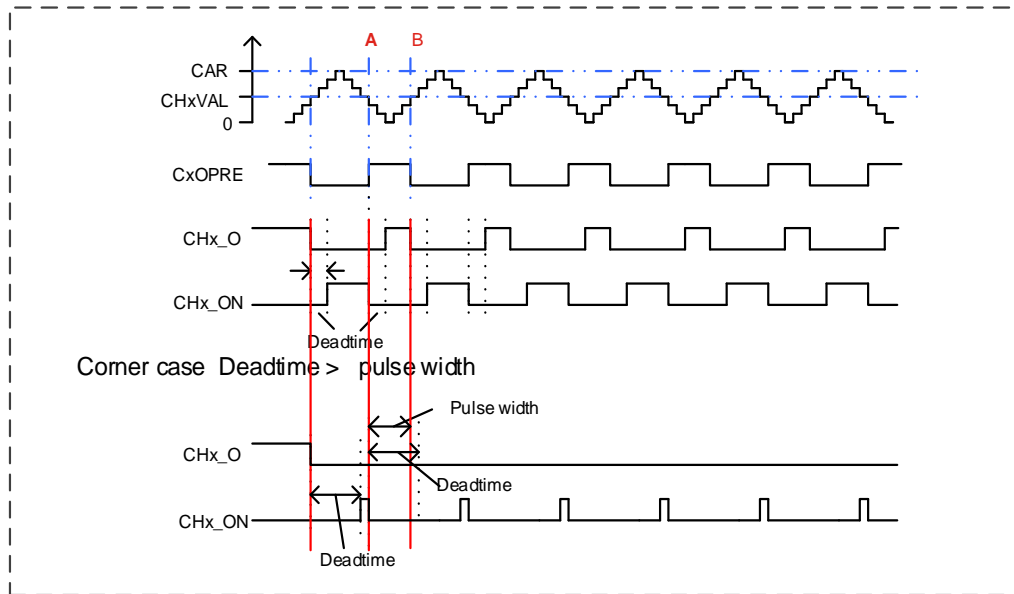 A B
CAR
CHxVAL
0
CxOPRE
CHx_O
CHx_ON
Deadtime
Corner case Deadtime > pulse width
Pulse width
CHx_O
Deadtime
CHx_ON
Deadtime